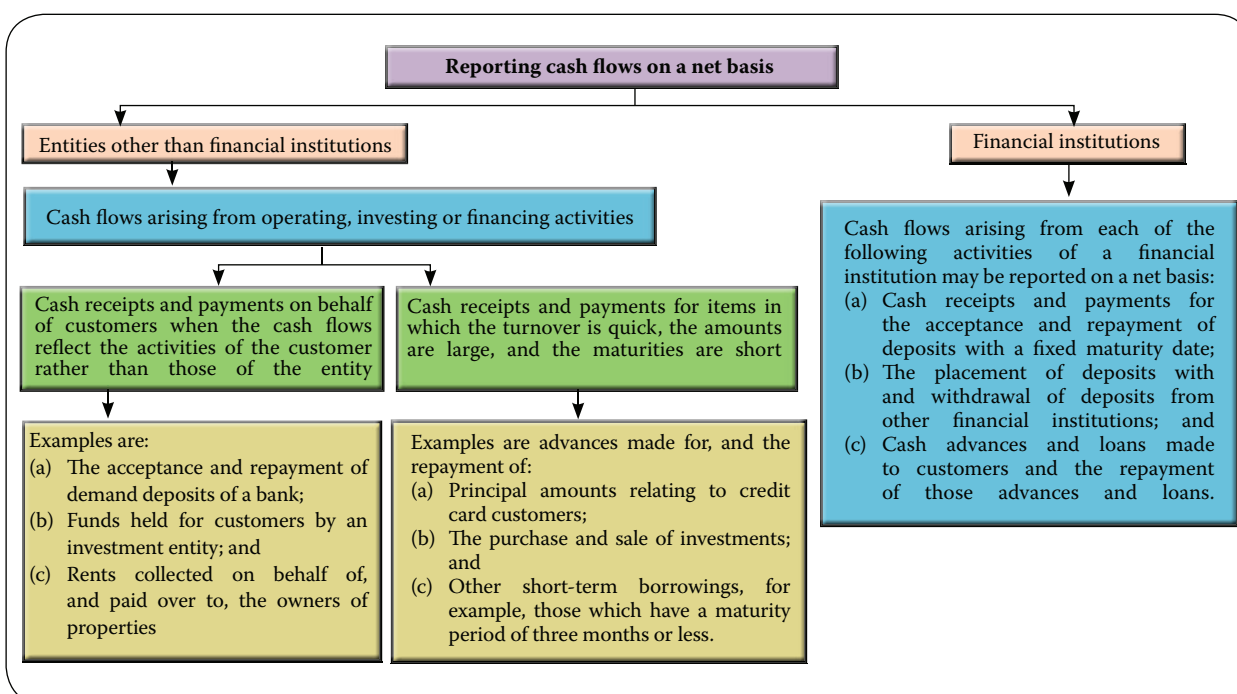 Reporting cash flows on a net basis
Entities other than financial institutions
Financial institutions
Cash flows arising from operating, investing or financing activities
Cash receipts and payments on behalf
of customers when the cash flows
reflect the activities of the customer
rather than those of the entity
Cash receipts and payments for items in
which the turnover is quick, the amounts
are large, and the maturities are short
Examples are:
(a) The acceptance and repayment of
demand deposits of a bank;
(b) Funds held for customers by an
investment entity; and
(c) Rents collected on behalf of,
and paid over to, the owners of
properties
Examples are advances made for, and the
repayment of:
(a) Principal amounts relating to credit
card customers;
(b) The purchase and sale of investments;
and
(c) Other short-term borrowings, for
example, those which have a maturity
period of three months or less.
Cash flows arising from each of the
following activities of a financial
institution may be reported on a net basis:
(a) Cash receipts and payments for
the acceptance and repayment of
deposits with a fixed maturity date;
(b) The placement of deposits with
and withdrawal of deposits from
other financial institutions; and
(c) Cash advances and loans made
to customers and the repayment
of those advances and loans.